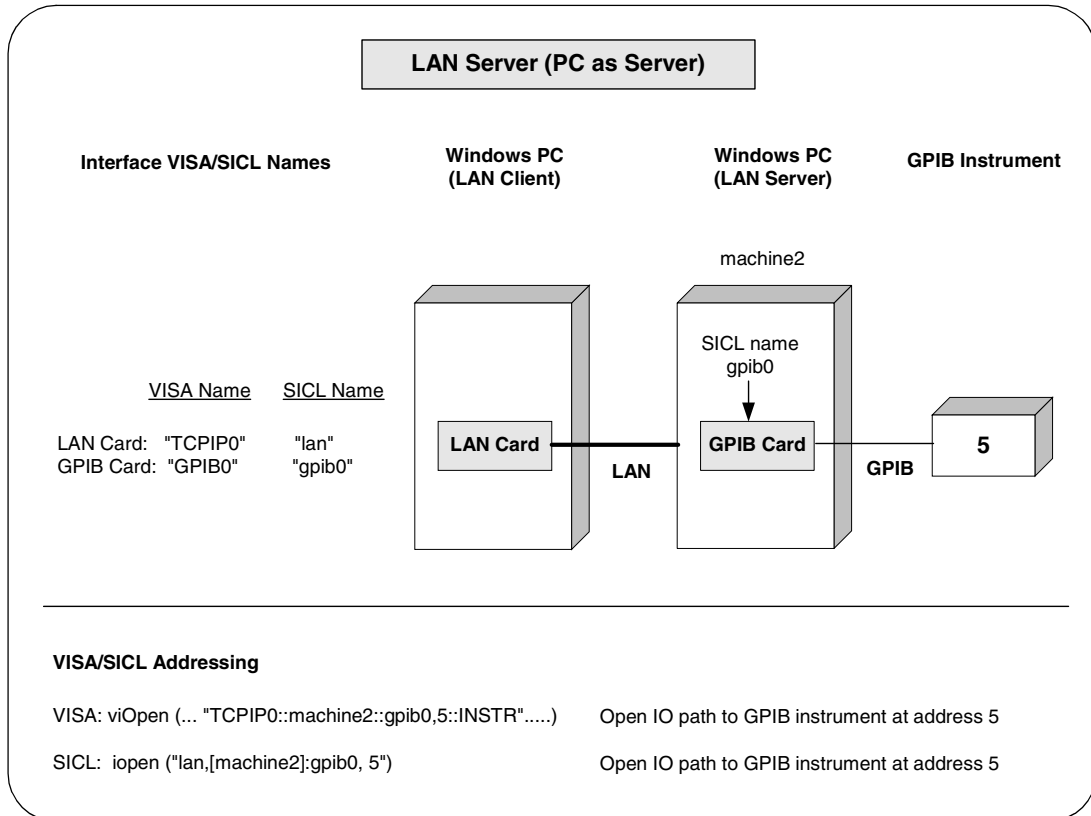 LAN Server (PC as Server)
Interface VISA/SICL Names
Windows PC
(LAN Client)
Windows PC
(LAN Server)
GPIB Instrument
machine2
SICL name
gpib0
VISA Name SICL Name
LAN Card: "TCPIP0" "lan"
GPIB Card: "GPIB0" "gpib0"
LAN Card
LAN
GPIB Card
GPIB
5
VISA/SICL Addressing
VISA: viOpen (... "TCPIP0::machine2::gpib0,5::INSTR".....) Open IO path to GPIB instrument at address 5
SICL: iopen ("lan,[machine2]:gpib0, 5") Open IO path to GPIB instrument at address 5